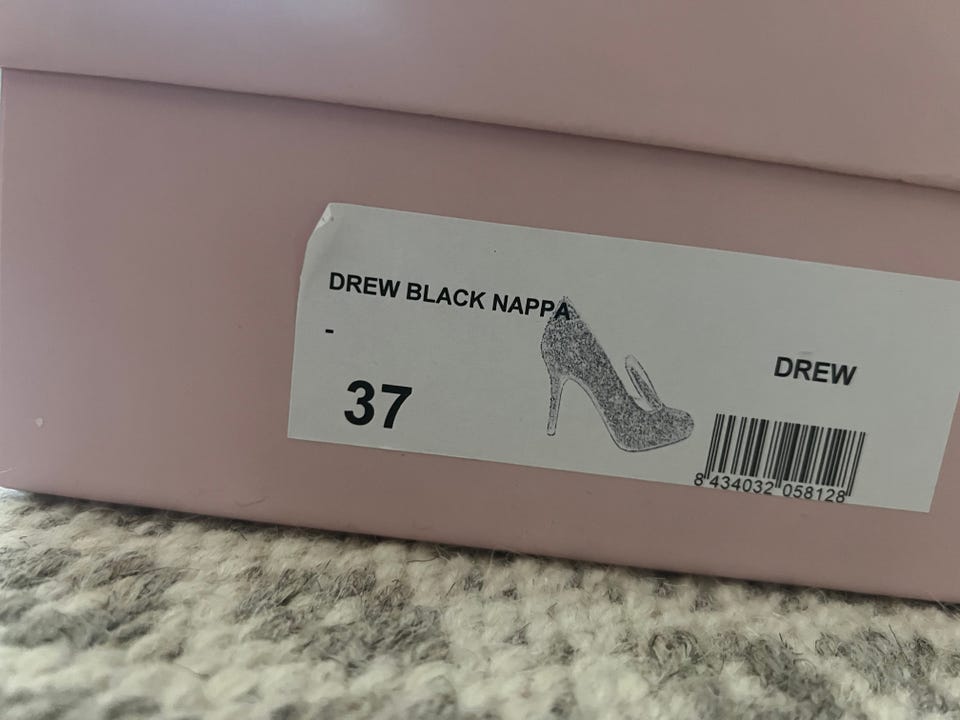 DREW BLACK NAPPA
-
37
DREW
8 434032 058128